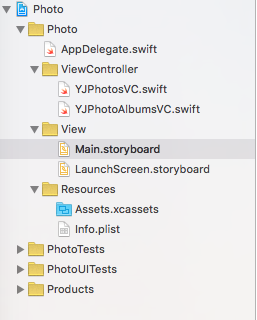 Photo
Photo
AppDelegate.swift
ViewController
YJPhotosVC.swift
YJPhotoAlbumsVC.swift
View
Main.storyboard
LaunchScreen.storyboard
Resources
Assets.xcassets
Info.plist
PhotoTests
PhotoUITests
Products